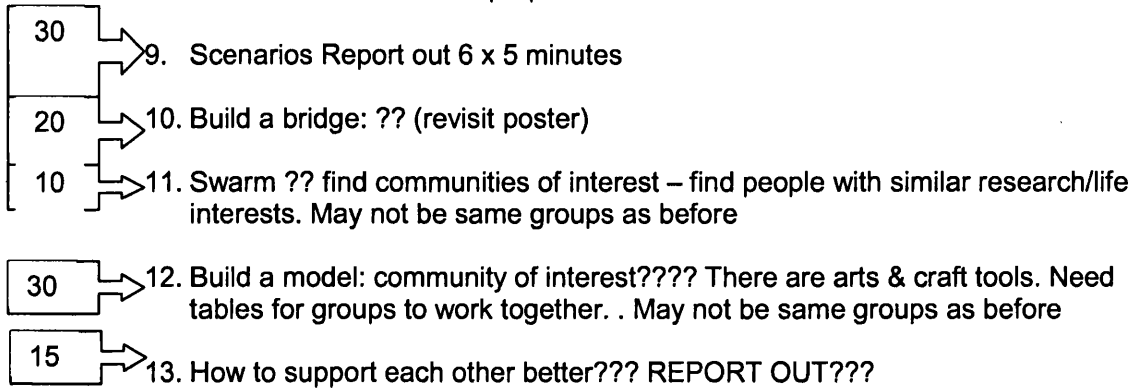 30
9. Scenarios Report out 6 x 5 minutes
20
10. Build a bridge: ?? (revisit poster)
10
11. Swarm ?? find communities of interest – find people with similar research/life
interests. May not be same groups as before
30
12. Build a model: community of interest???? There are arts & craft tools. Need
tables for groups to work together. . May not be same groups as before
15
13. How to support each other better??? REPORT OUT???